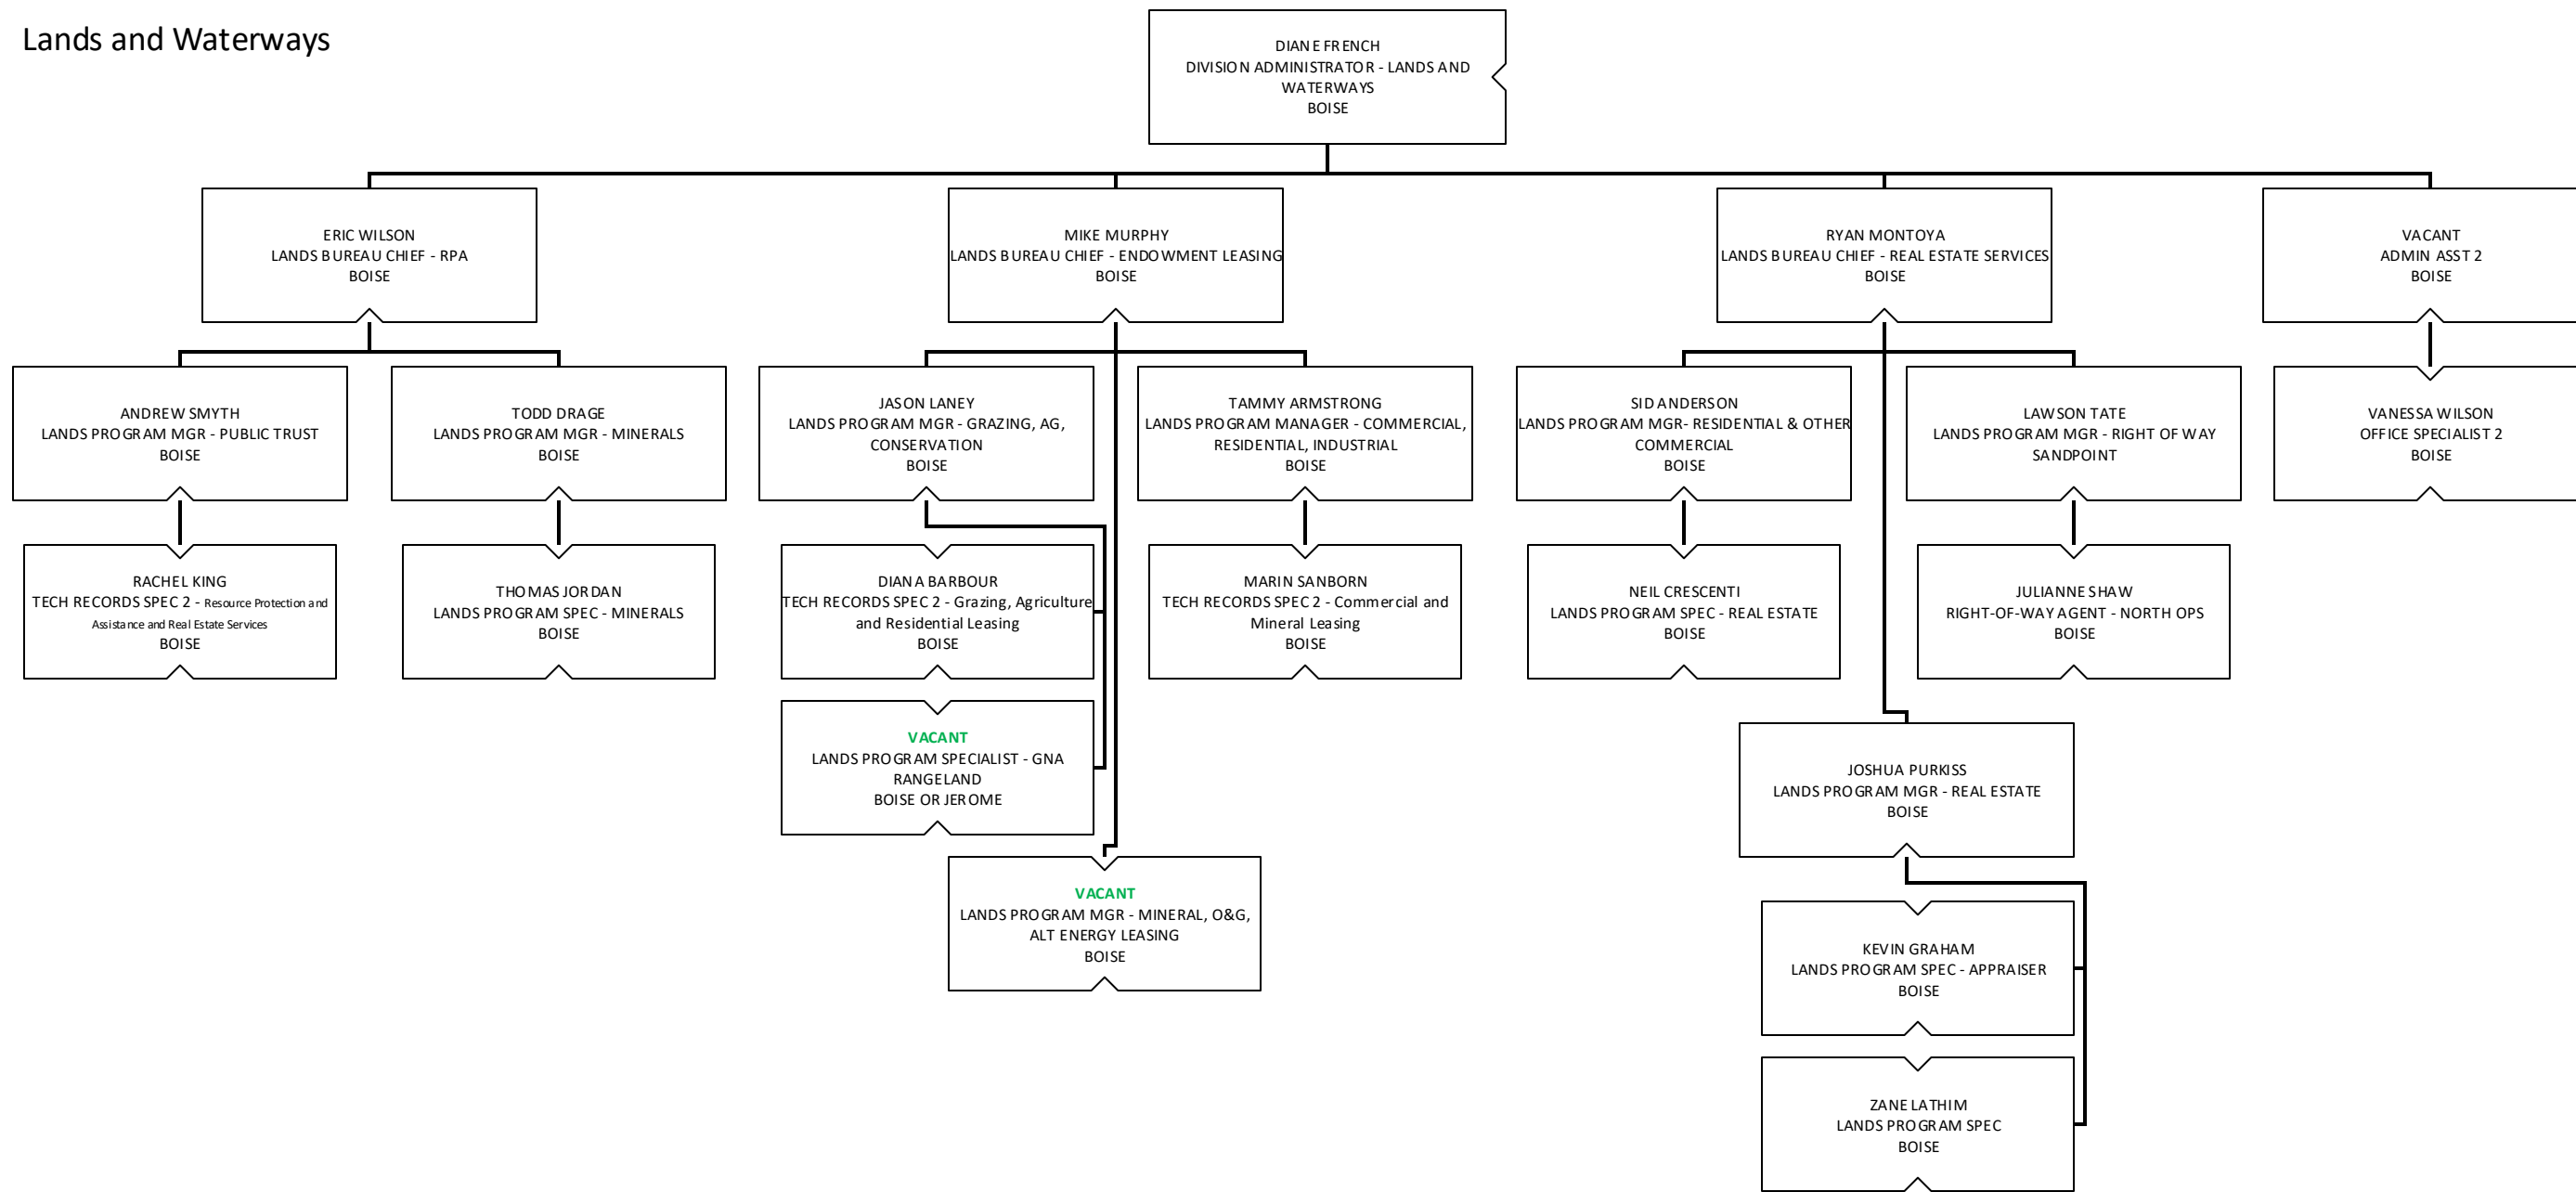 Lands and Waterways
DIANE FRENCH
DIVISION ADMINISTRATOR - LANDS AND
WATERWAYS
BOISE
ERIC WILSON
LANDS BUREAU CHIEF - RPA
BOISE
MIKE MURPHY
LANDS BUREAU CHIEF - ENDOWMENT LEASING
BOISE
RYAN MONTOYA
LANDS BUREAU CHIEF - REAL ESTATE SERVICES
BOISE
VACANT
ADMIN ASST 2
BOISE
ANDREW SMYTH
LANDS PROGRAM MGR - PUBLIC TRUST
BOISE
TODD DRAGE
LANDS PROGRAM MGR - MINERALS
BOISE
JASON LANEY
LANDS PROGRAM MGR - GRAZING, AG,
CONSERVATION
BOISE
TAMMY ARMSTRONG
LANDS PROGRAM MANAGER - COMMERCIAL,
RESIDENTIAL, INDUSTRIAL
BOISE
SID ANDERSON
LANDS PROGRAM MGR- RESIDENTIAL & OTHER
COMMERCIAL
BOISE
LAWSON TATE
LANDS PROGRAM MGR - RIGHT OF WAY
SANDPOINT
VANESSA WILSON
OFFICE SPECIALIST 2
BOISE
RACHEL KING
TECH RECORDS SPEC 2 - Resource Protection and
Assistance and Real Estate Services
BOISE
THOMAS JORDAN
LANDS PROGRAM SPEC - MINERALS
BOISE
DIANA BARBOUR
TECH RECORDS SPEC 2 - Grazing, Agriculture
and Residential Leasing
BOISE
MARIN SANBORN
TECH RECORDS SPEC 2 - Commercial and
Mineral Leasing
BOISE
NEIL CRESCENTI
LANDS PROGRAM SPEC - REAL ESTATE
BOISE
JULIANNE SHAW
RIGHT-OF-WAY AGENT - NORTH OPS
BOISE
VACANT
LANDS PROGRAM SPECIALIST - GNA
RANGELAND
BOISE OR JEROME
JOSHUA PURKISS
LANDS PROGRAM MGR - REAL ESTATE
BOISE
VACANT
LANDS PROGRAM MGR - MINERAL, O&G,
ALT ENERGY LEASING
BOISE
KEVIN GRAHAM
LANDS PROGRAM SPEC - APPRAISER
BOISE
ZANE LATHIM
LANDS PROGRAM SPEC
BOISE